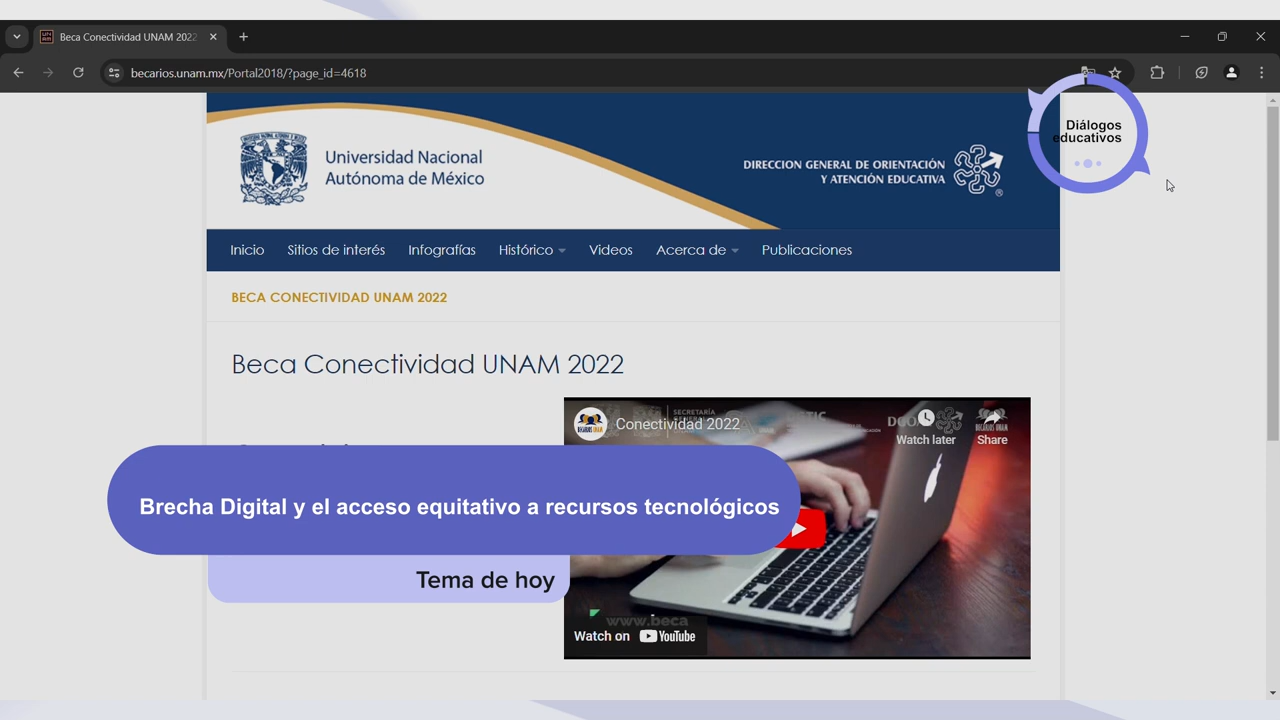 Beca Conectividad UNAM 2022
becarios.unam.mx/Portal2018/?page_id=4618
Diálogos
educativos
Universidad Nacional
Autónoma de México
DIRECCION GENERAL DE ORIENTACIÓN
Y ATENCIÓN EDUCATIVA
Inicio
Sitios de interés
Infografías
Histórico
Videos
Acerca de
Publicaciones
BECA CONECTIVIDAD UNAM 2022
Beca Conectividad UNAM 2022
SECRETARÍA
Conectividad 2022
Watch later
Share
Brecha Digital y el acceso equitativo a recursos tecnológicos
Tema de hoy
www.beca
Watch on YouTube